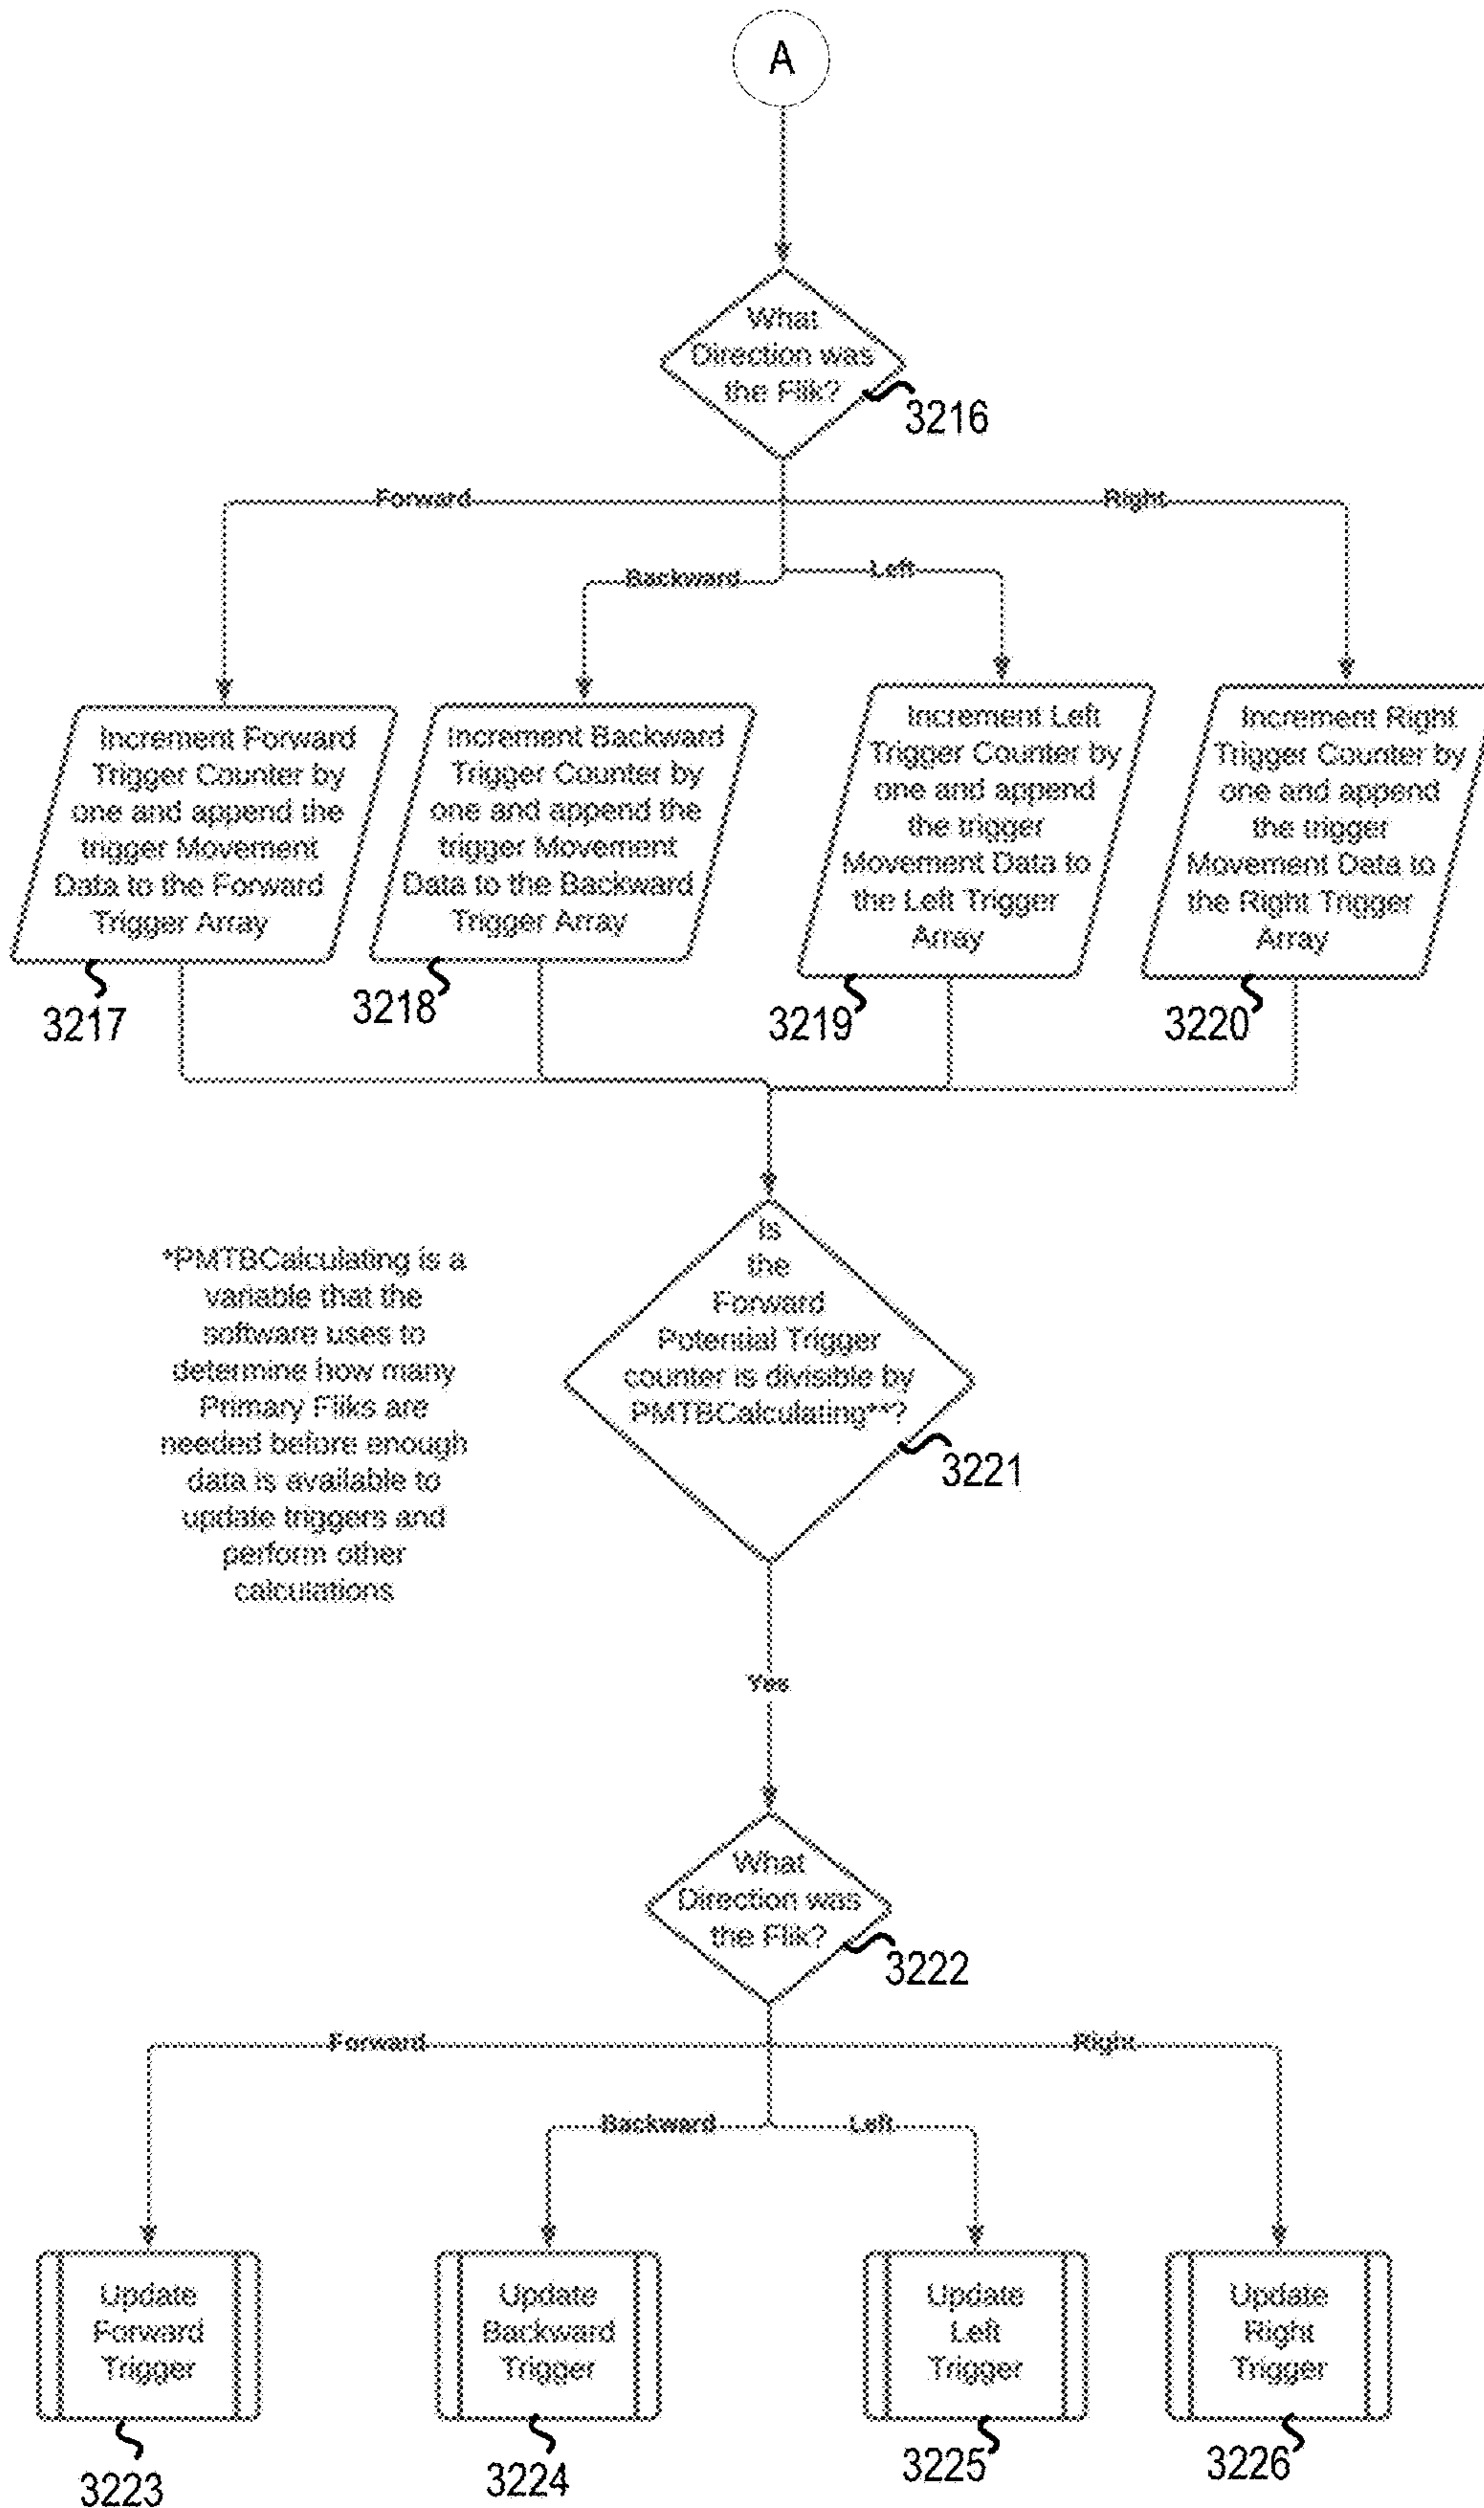 A
What
Direction was
the Flik?
3216
Forward
Right
Backward
Left
Increment Forward
Trigger Counter by
one and append the
trigger Movement
Data to the Forward
Trigger Array
3217
Increment Backward
Trigger Counter by
one and append the
trigger Movement
Data to the Backward
Trigger Array
3218
Increment Left
Trigger Counter by
one and append
the trigger
Movement Data to
the Left Trigger
Array
3219
Increment Right
Trigger Counter by
one and append
the trigger
Movement Data to
the Right Trigger
Array
3220
*PMTBCalculating is a
variable that the
software uses to
determine how many
Primary Fliks are
needed before enough
data is available to
update triggers and
perform other
calculations
Is
the
Forward
Potential Trigger
counter is divisible by
PMTBCalculating***?
3221
Yes
What
Direction was
the Flik?
3222
Forward
Right
Backward
Left
Update
Forward
Trigger
3223
Update
Backward
Trigger
3224
Update
Left
Trigger
3225
Update
Right
Trigger
3226